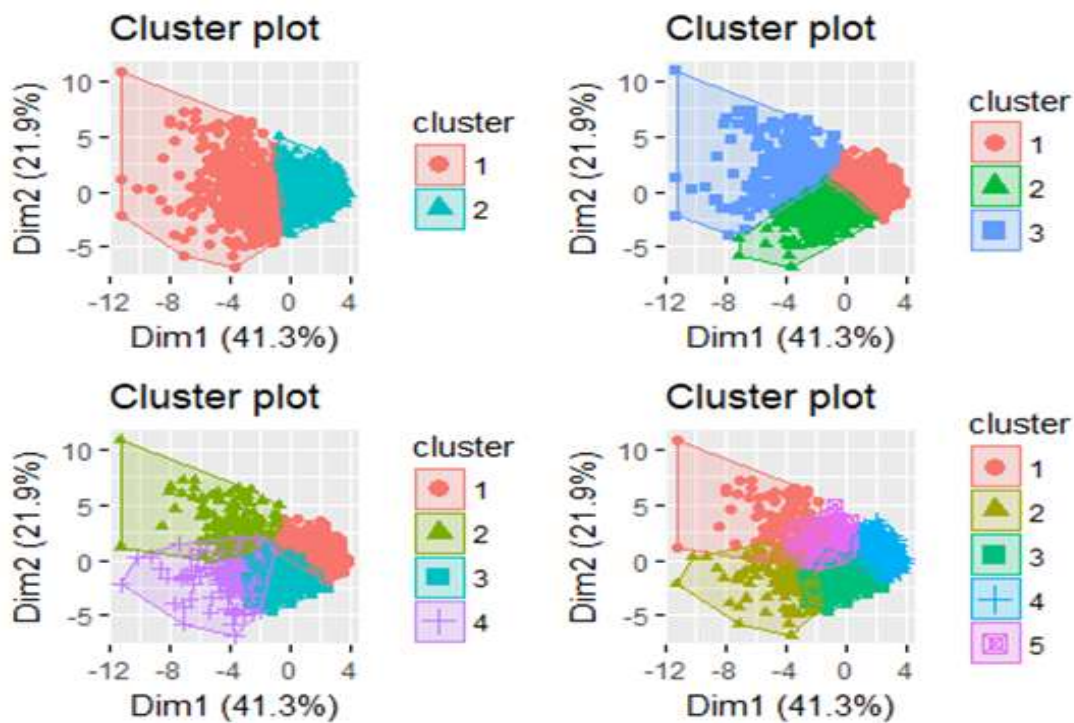 Cluster plot
10
5
0
-5
Dim2 (21.9%)
-12 -8 -4 0 4
Dim1 (41.3%)
cluster
1
2
Cluster plot
10
5
0
-5
Dim2 (21.9%)
-12 -8 -4 0 4
Dim1 (41.3%)
cluster
1
2
3
Cluster plot
10
5
0
-5
Dim2 (21.9%)
-12 -8 -4 0 4
Dim1 (41.3%)
cluster
1
2
3
4
Cluster plot
10
5
0
-5
Dim2 (21.9%)
-12 -8 -4 0 4
Dim1 (41.3%)
cluster
1
2
3
4
5